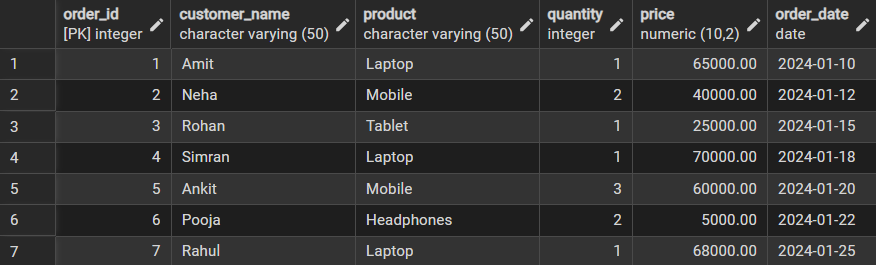 order_id customer_name product quantity price order_date
[PK] integer character varying (50) character varying (50) integer numeric (10,2) date
1 1 Amit Laptop 1 65000.00 2024-01-10
2 2 Neha Mobile 2 40000.00 2024-01-12
3 3 Rohan Tablet 1 25000.00 2024-01-15
4 4 Simran Laptop 1 70000.00 2024-01-18
5 5 Ankit Mobile 3 60000.00 2024-01-20
6 6 Pooja Headphones 2 5000.00 2024-01-22
7 7 Rahul Laptop 1 68000.00 2024-01-25